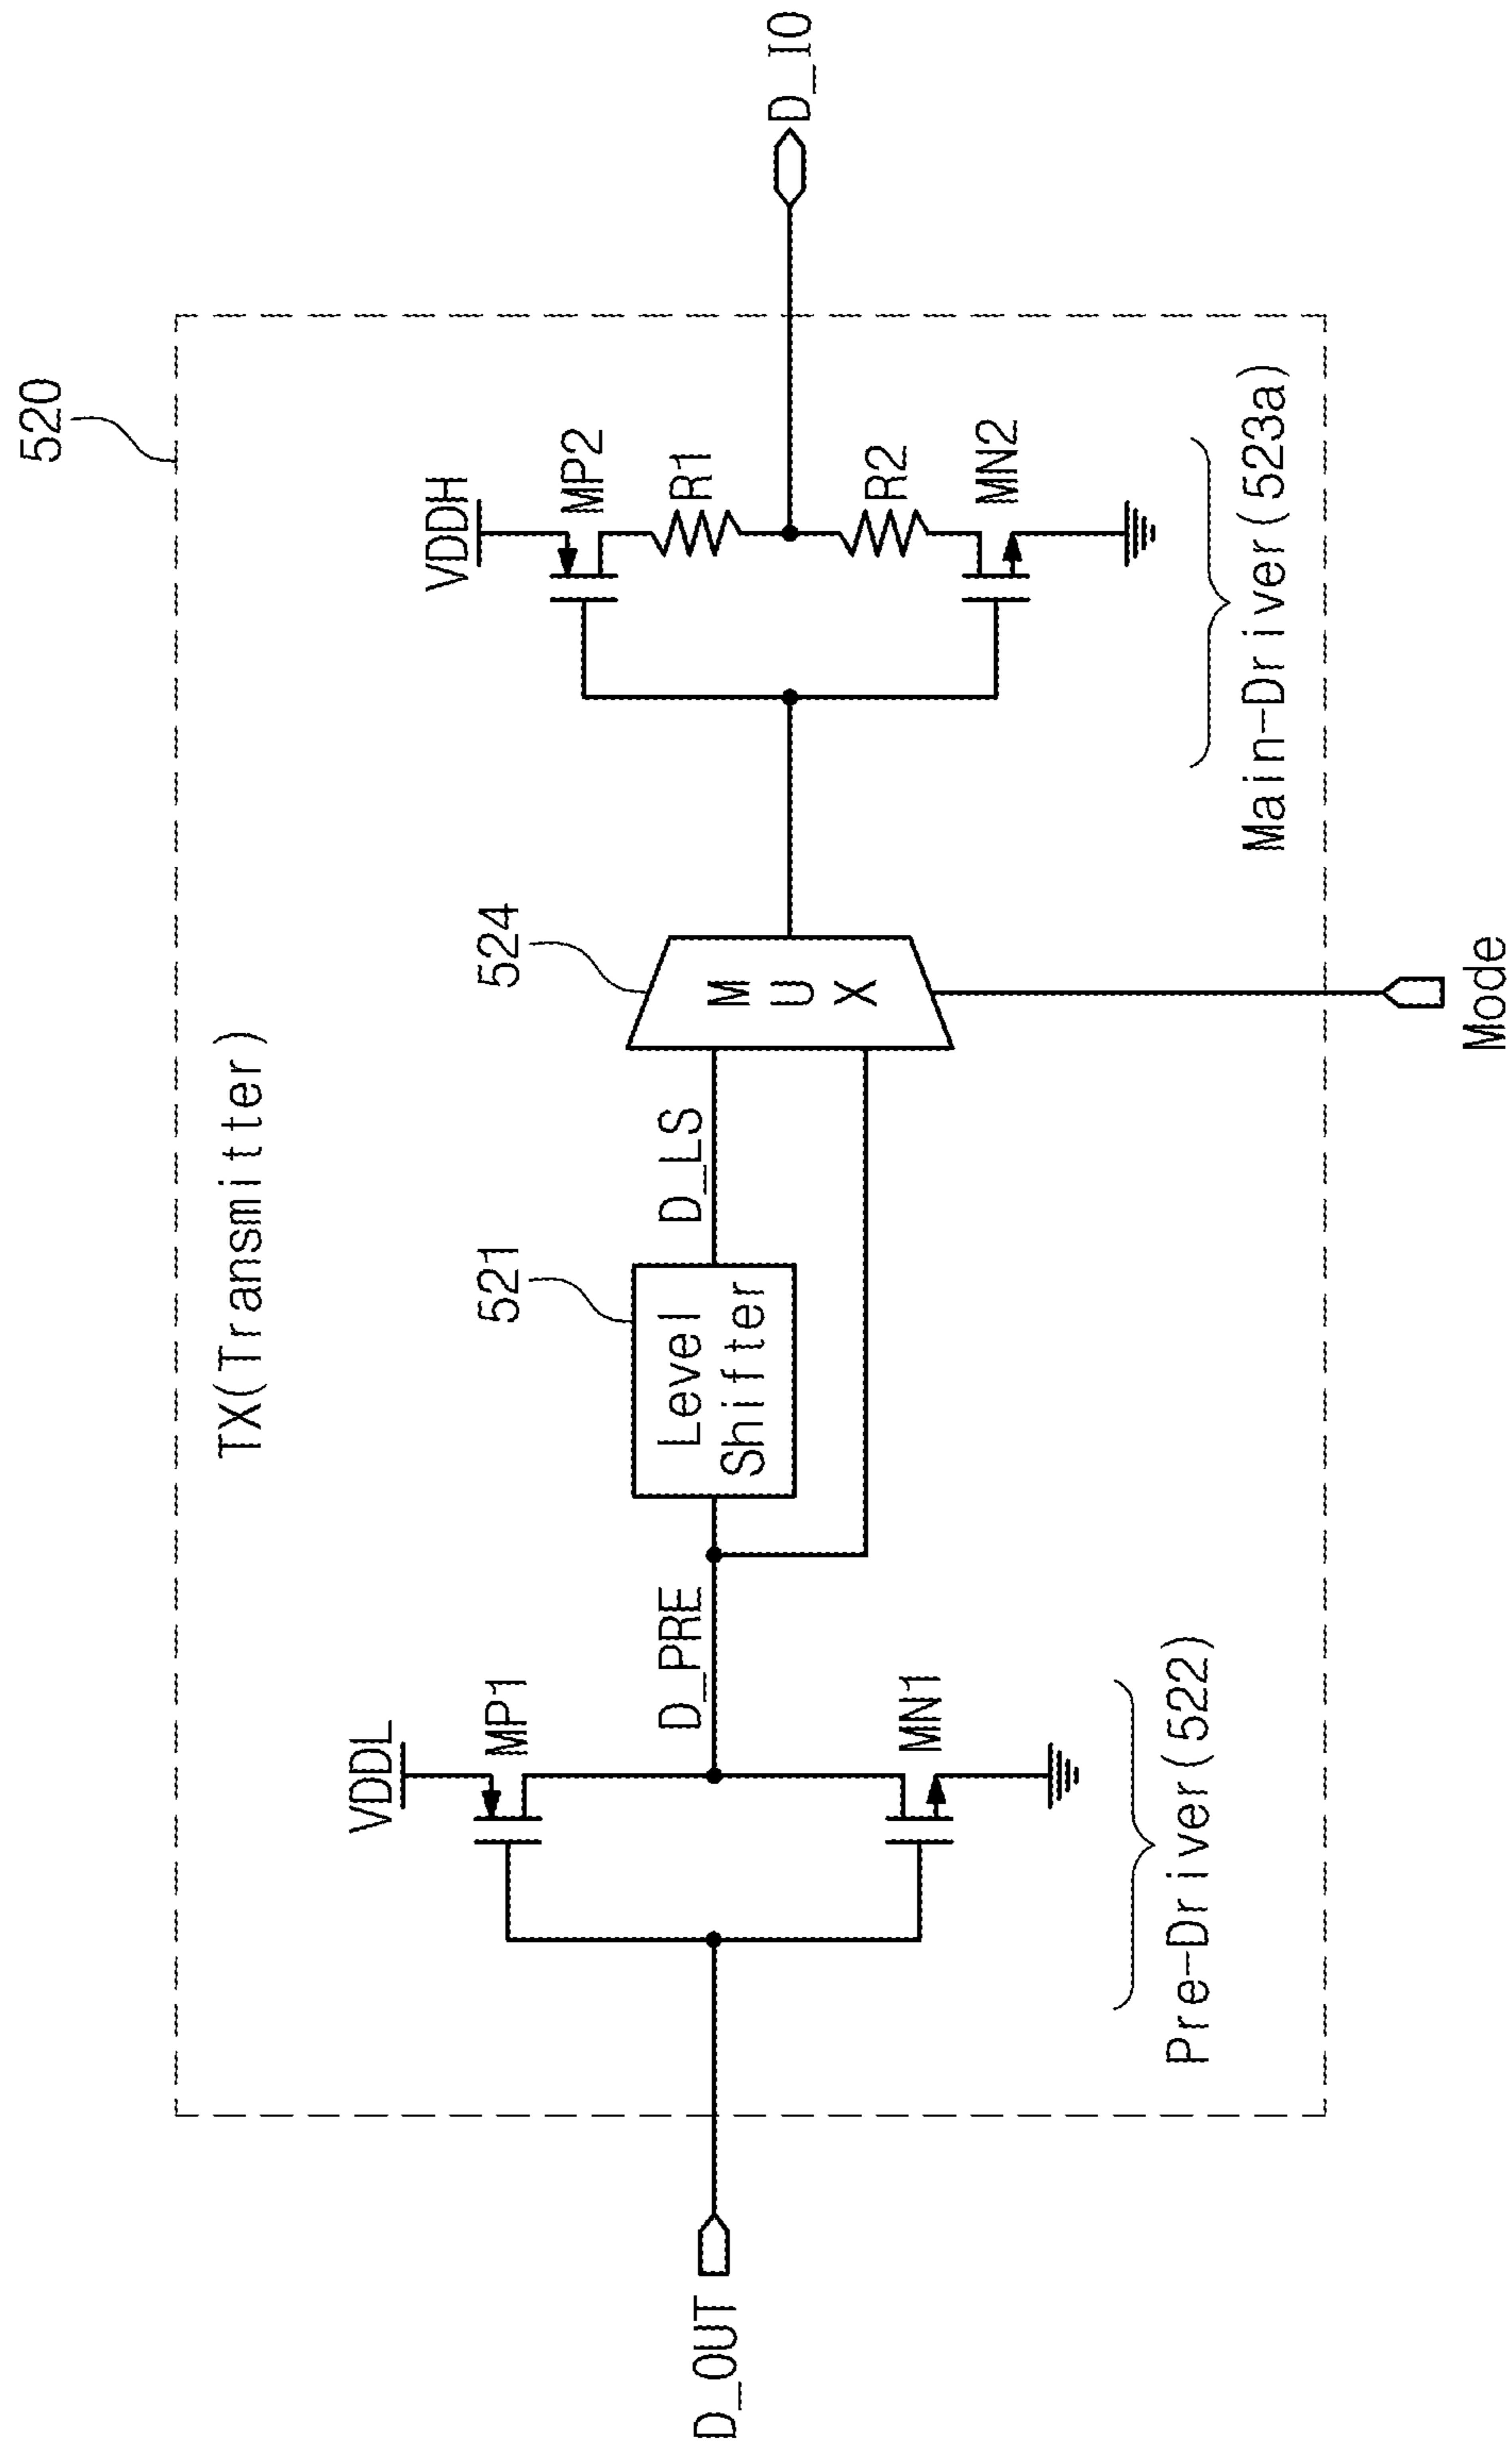 520
TX(Transmitter)
VDDL
MP1
D_PRE
MN1
Pre-Driver(522)
D_OUT
521
Level
Shifter
D_LS
524
MUX
Mode
VDDH
MP2
R1
R2
MN2
Main-Driver(523a)
D_IO